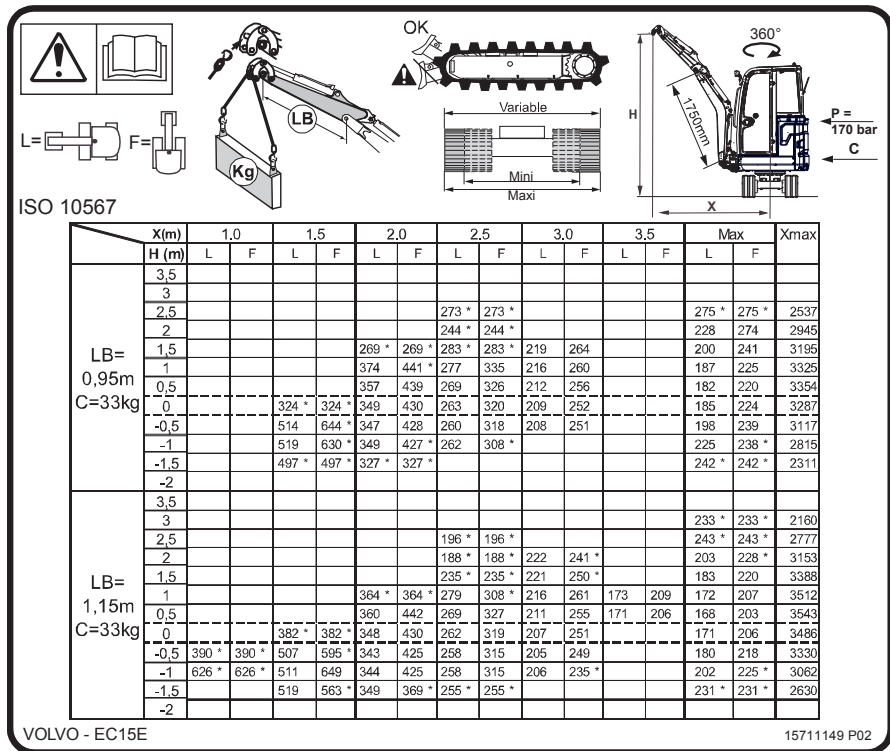 OK
360°
LB
Variable
H
1750mm
P =
170 bar
L=
F=
C
Kg
Mini
Maxi
X
ISO 10567
X(m) 1.0 1.5 2.0 2.5 3.0 3.5 Max Xmax
H (m) L F L F L F L F L F L F L F
LB=
0,95m
C=33kg
3,5
3
2,5 273 * 273 * 275 * 275 * 2537
2 244 * 244 * 228 274 2945
1,5 269 * 269 * 283 * 283 * 219 264 200 241 3195
1 374 441 * 277 335 216 260 187 225 3325
0,5 357 439 269 326 212 256 182 220 3354
0 324 * 324 * 349 430 263 320 209 252 185 224 3287
-0,5 514 644 * 347 428 260 318 208 251 198 239 3117
-1 519 630 * 349 427 * 262 308 * 225 238 * 2815
-1,5 497 * 497 * 327 * 327 * 242 * 242 * 2311
-2
LB=
1,15m
C=33kg
3,5
3 233 * 233 * 2160
2,5 196 * 196 * 243 * 243 * 2777
2 188 * 188 * 222 241 * 203 228 * 3153
1,5 235 * 235 * 221 250 * 183 220 3388
1 364 * 364 * 279 308 * 216 261 173 209 172 207 3512
0,5 360 442 269 327 211 255 171 206 168 203 3543
0 382 * 382 * 348 430 262 319 207 251 171 206 3486
-0,5 390 * 390 * 507 595 * 343 425 258 315 205 249 180 218 3330
-1 626 * 626 * 511 649 344 425 258 315 206 235 * 202 225 * 3062
-1,5 519 563 * 349 369 * 255 * 255 * 231 * 231 * 2630
-2
VOLVO - EC15E
15711149 P02